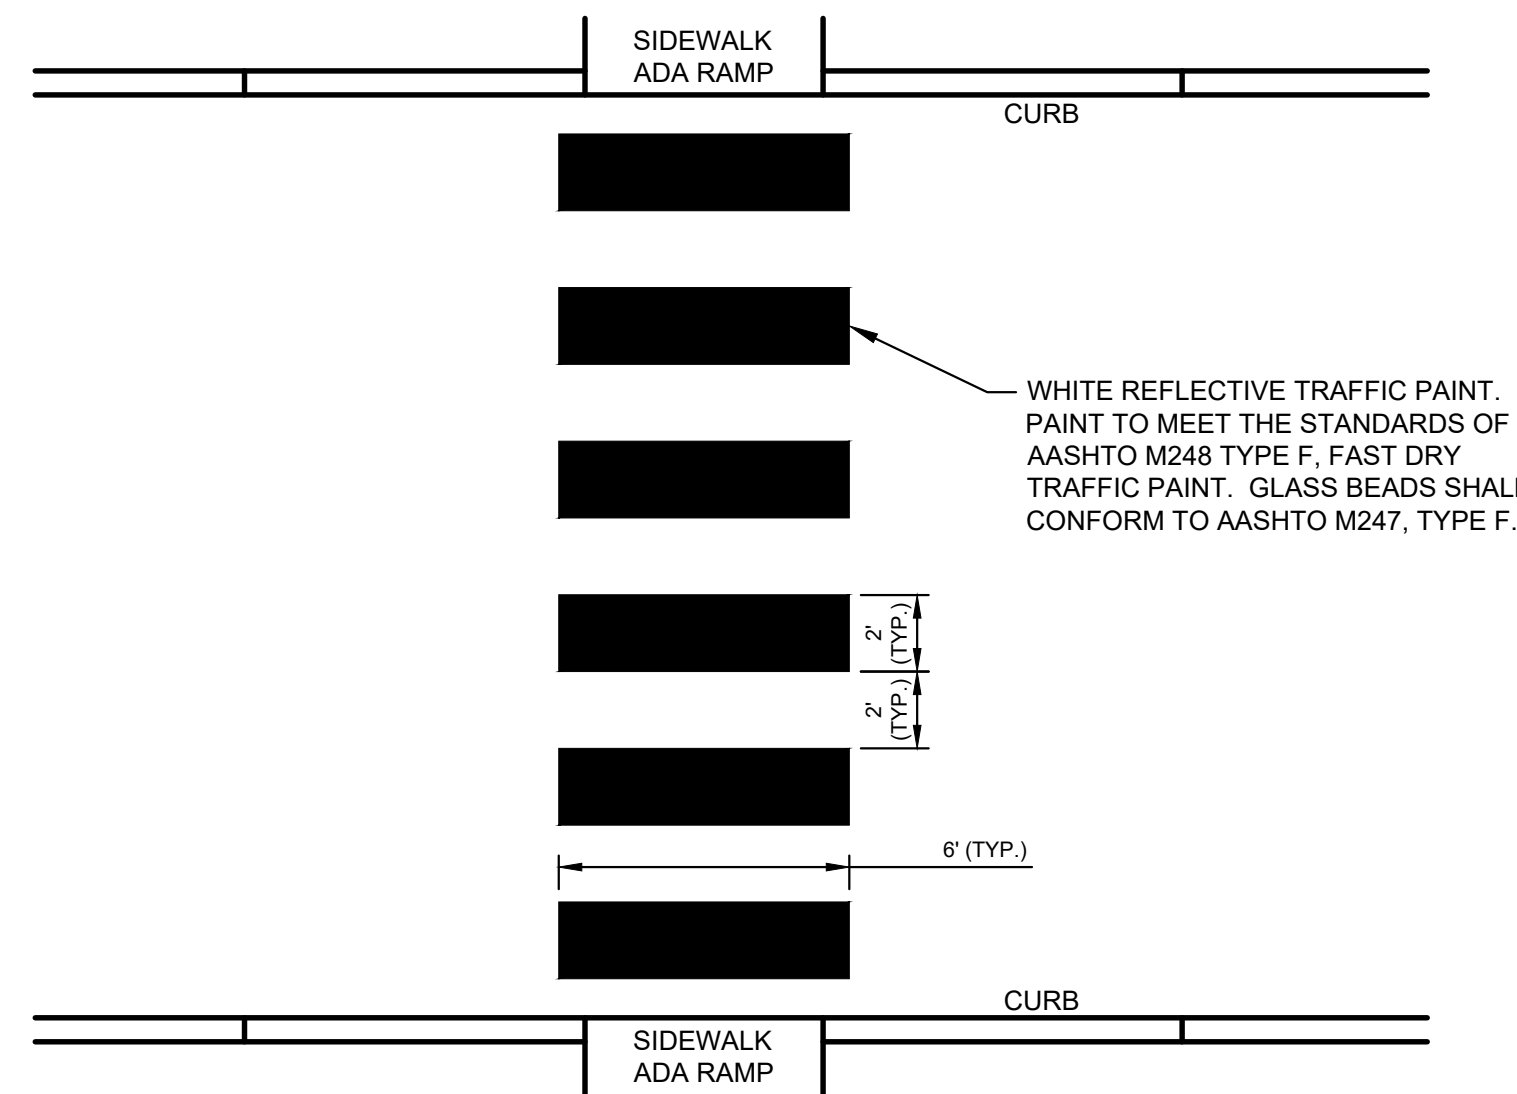 SIDEWALK
ADA RAMP
CURB
WHITE REFLECTIVE TRAFFIC PAINT.
PAINT TO MEET THE STANDARDS OF
AASHTO M248 TYPE F, FAST DRY
TRAFFIC PAINT.  GLASS BEADS SHALL
CONFORM TO AASHTO M247, TYPE F.
2'
(TYP.)
2'
(TYP.)
6' (TYP.)
CURB
SIDEWALK
ADA RAMP